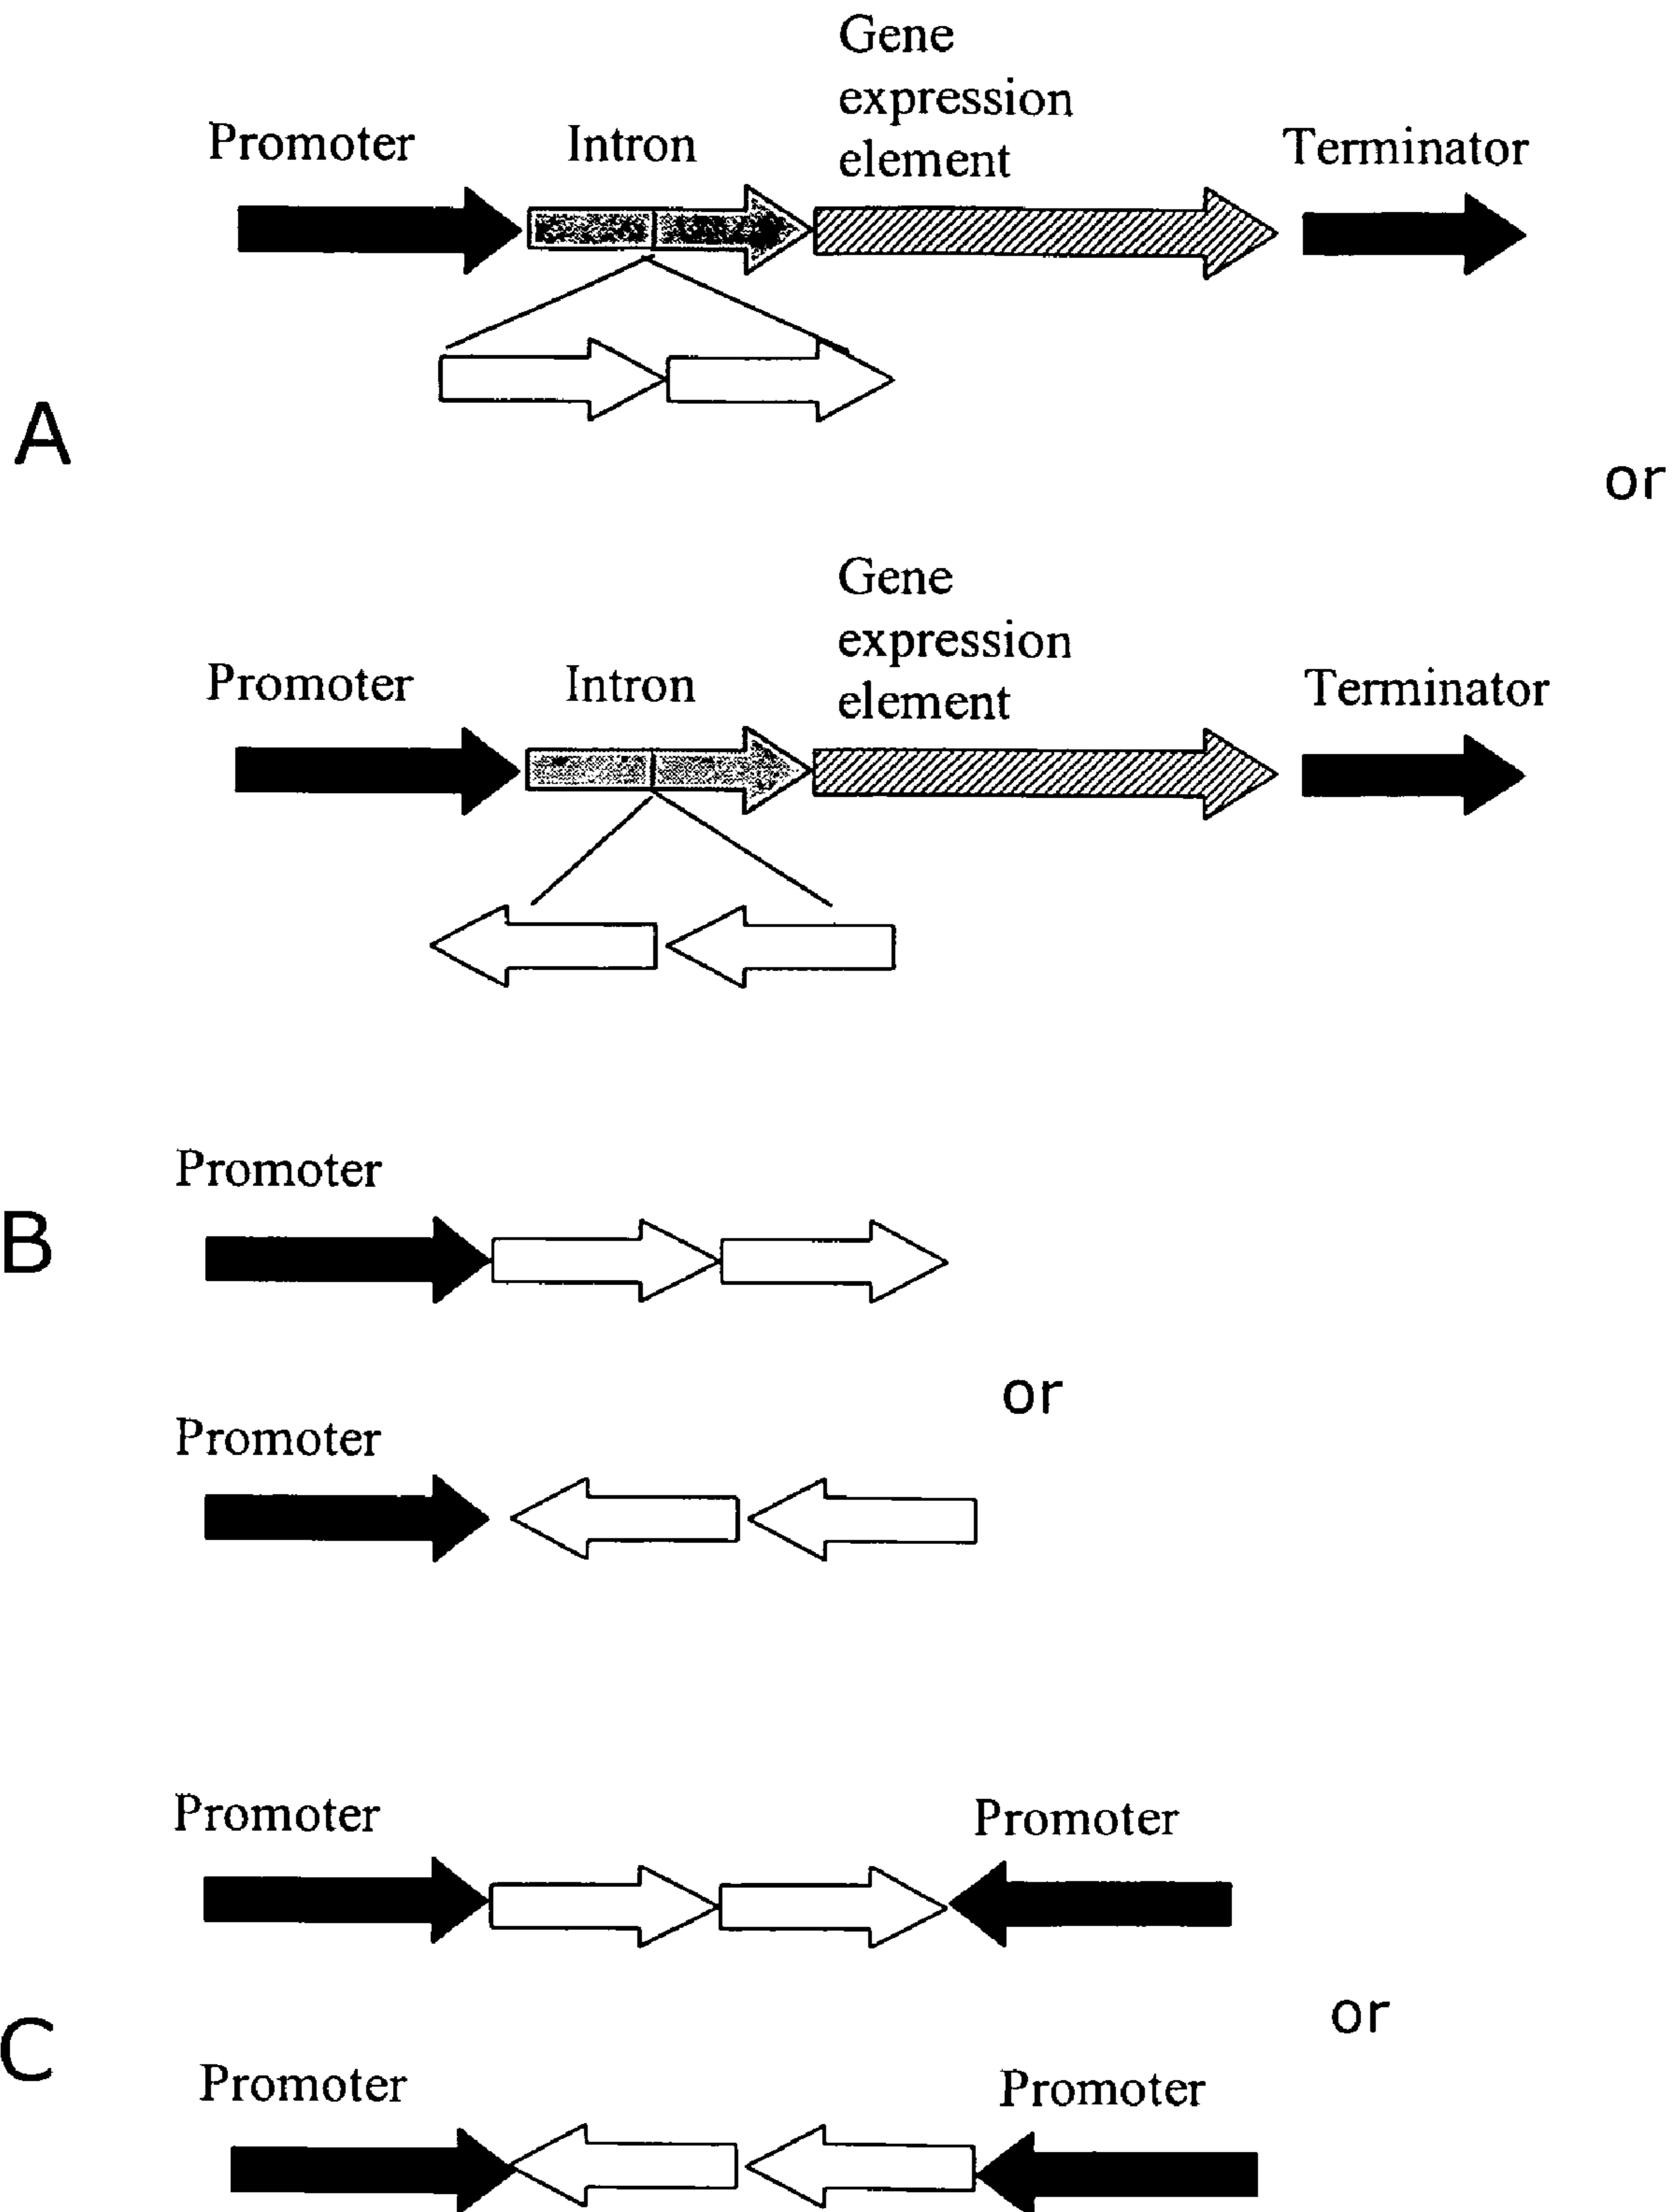 Gene
expression
element
Promoter
Intron
Terminator
A
or
Gene
expression
element
Promoter
Intron
Terminator
Promoter
B
or
Promoter
Promoter
Promoter
or
C
Promoter
Promoter